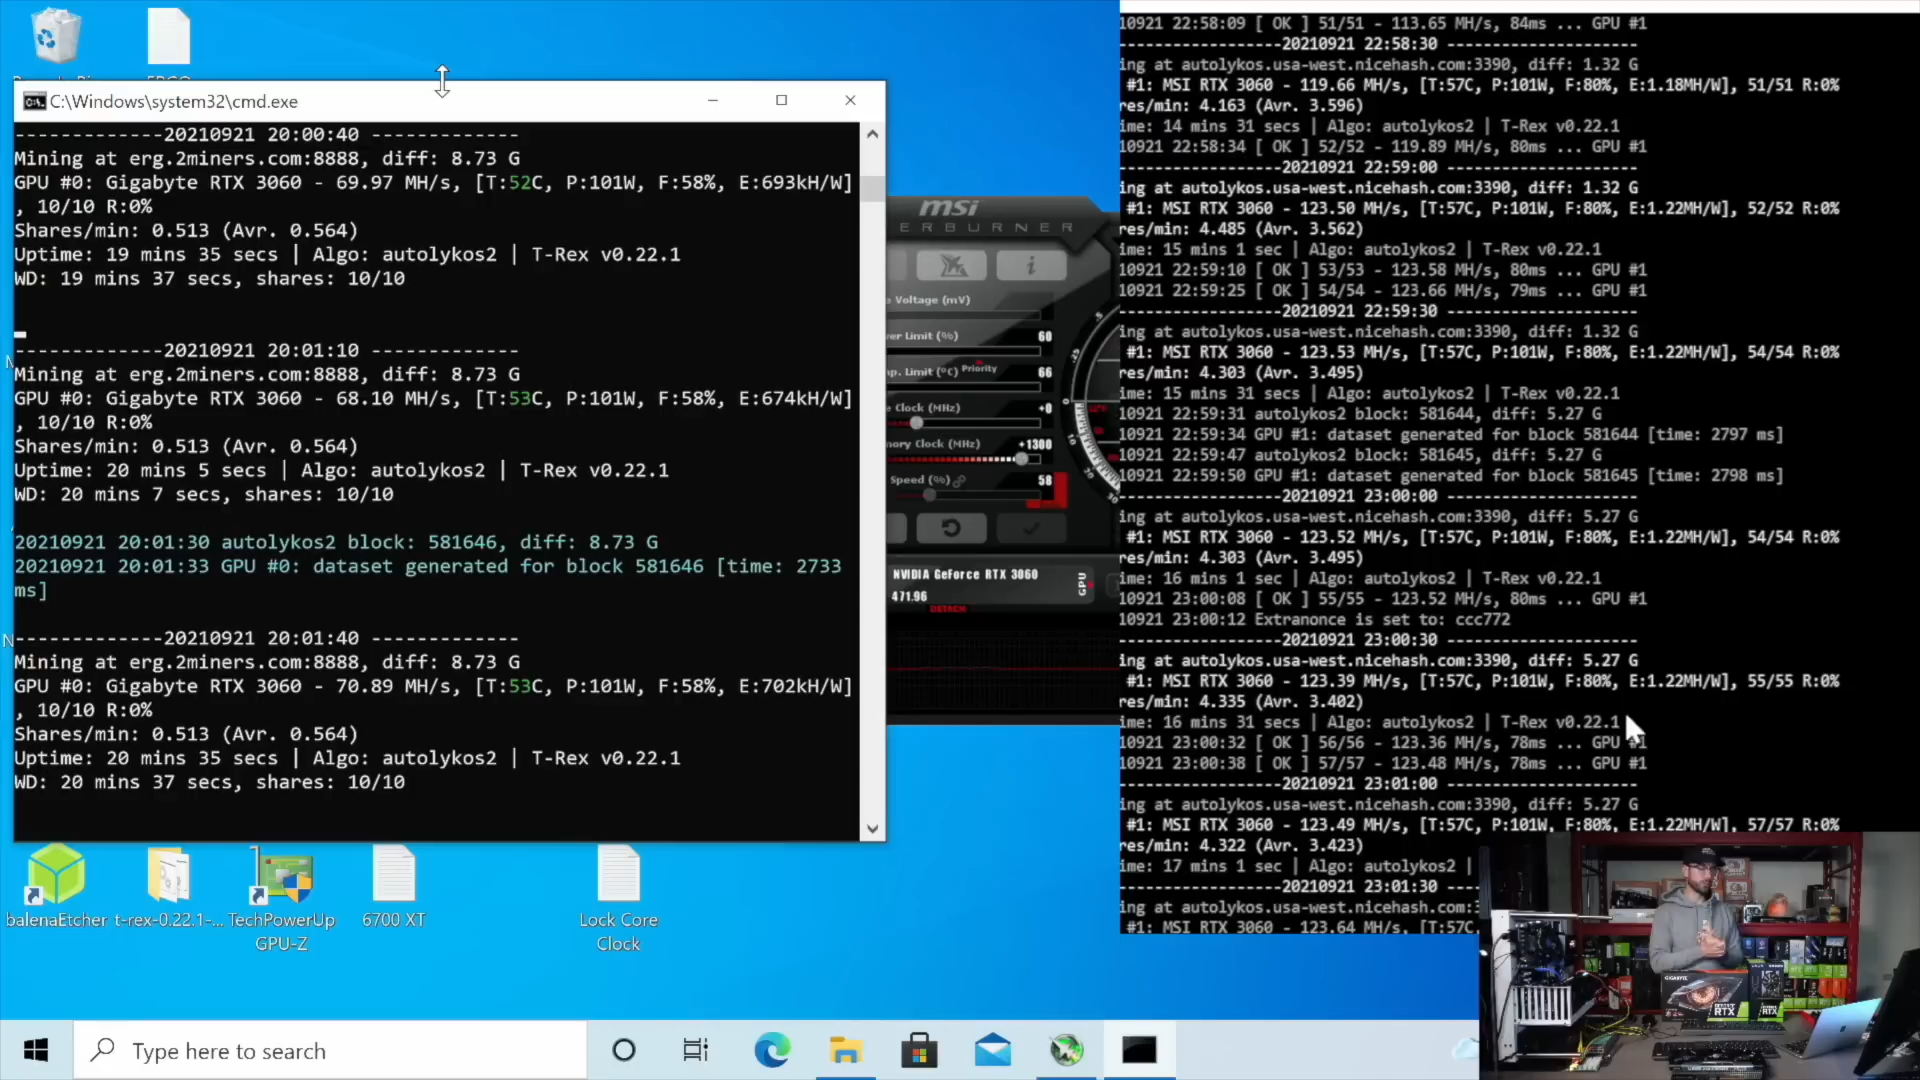 C:\Windows\system32\cmd.exe
-------------20210921 20:00:40 -------------
Mining at erg.2miners.com:8888, diff: 8.73 G
GPU #0: Gigabyte RTX 3060 - 69.97 MH/s, [T:52C, P:101W, F:58%, E:693kH/W]
, 10/10 R:0%
Shares/min: 0.513 (Avr. 0.564)
Uptime: 19 mins 35 secs | Algo: autolykos2 | T-Rex v0.22.1
WD: 19 mins 37 secs, shares: 10/10
-------------20210921 20:01:10 -------------
Mining at erg.2miners.com:8888, diff: 8.73 G
GPU #0: Gigabyte RTX 3060 - 68.10 MH/s, [T:53C, P:101W, F:58%, E:674kH/W]
, 10/10 R:0%
Shares/min: 0.513 (Avr. 0.564)
Uptime: 20 mins 5 secs | Algo: autolykos2 | T-Rex v0.22.1
WD: 20 mins 7 secs, shares: 10/10
20210921 20:01:30 autolykos2 block: 581646, diff: 8.73 G
20210921 20:01:33 GPU #0: dataset generated for block 581646 [time: 2733
ms]
-------------20210921 20:01:40 -------------
Mining at erg.2miners.com:8888, diff: 8.73 G
GPU #0: Gigabyte RTX 3060 - 70.89 MH/s, [T:53C, P:101W, F:58%, E:702kH/W]
, 10/10 R:0%
Shares/min: 0.513 (Avr. 0.564)
Uptime: 20 mins 35 secs | Algo: autolykos2 | T-Rex v0.22.1
WD: 20 mins 37 secs, shares: 10/10
msi
ERBURNER
e Voltage (mV)
er Limit (%) 60
p. Limit (°C) Priority 66
e Clock (MHz) +0
mory Clock (MHz) +1300
Speed (%) 58
NVIDIA GeForce RTX 3060
471.96
DETACH
GPU
10921 22:58:09 [ OK ] 51/51 - 113.65 MH/s, 84ms ... GPU #1
------------------20210921 22:58:30 ---------------------
ing at autolykos.usa-west.nicehash.com:3390, diff: 1.32 G
#1: MSI RTX 3060 - 119.66 MH/s, [T:57C, P:101W, F:80%, E:1.18MH/W], 51/51 R:0%
res/min: 4.163 (Avr. 3.596)
ime: 14 mins 31 secs | Algo: autolykos2 | T-Rex v0.22.1
10921 22:58:34 [ OK ] 52/52 - 119.89 MH/s, 80ms ... GPU #1
------------------20210921 22:59:00 ---------------------
ing at autolykos.usa-west.nicehash.com:3390, diff: 1.32 G
#1: MSI RTX 3060 - 123.50 MH/s, [T:57C, P:101W, F:80%, E:1.22MH/W], 52/52 R:0%
res/min: 4.485 (Avr. 3.562)
ime: 15 mins 1 sec | Algo: autolykos2 | T-Rex v0.22.1
10921 22:59:10 [ OK ] 53/53 - 123.58 MH/s, 80ms ... GPU #1
10921 22:59:25 [ OK ] 54/54 - 123.66 MH/s, 79ms ... GPU #1
------------------20210921 22:59:30 ---------------------
ing at autolykos.usa-west.nicehash.com:3390, diff: 1.32 G
#1: MSI RTX 3060 - 123.53 MH/s, [T:57C, P:101W, F:80%, E:1.22MH/W], 54/54 R:0%
res/min: 4.303 (Avr. 3.495)
ime: 15 mins 31 secs | Algo: autolykos2 | T-Rex v0.22.1
10921 22:59:31 autolykos2 block: 581644, diff: 5.27 G
10921 22:59:34 GPU #1: dataset generated for block 581644 [time: 2797 ms]
10921 22:59:47 autolykos2 block: 581645, diff: 5.27 G
10921 22:59:50 GPU #1: dataset generated for block 581645 [time: 2798 ms]
------------------20210921 23:00:00 ---------------------
ing at autolykos.usa-west.nicehash.com:3390, diff: 5.27 G
#1: MSI RTX 3060 - 123.52 MH/s, [T:57C, P:101W, F:80%, E:1.22MH/W], 54/54 R:0%
res/min: 4.303 (Avr. 3.495)
ime: 16 mins 1 sec | Algo: autolykos2 | T-Rex v0.22.1
10921 23:00:08 [ OK ] 55/55 - 123.52 MH/s, 80ms ... GPU #1
10921 23:00:12 Extranonce is set to: ccc772
------------------20210921 23:00:30 ---------------------
ing at autolykos.usa-west.nicehash.com:3390, diff: 5.27 G
#1: MSI RTX 3060 - 123.39 MH/s, [T:57C, P:101W, F:80%, E:1.22MH/W], 55/55 R:0%
res/min: 4.335 (Avr. 3.402)
ime: 16 mins 31 secs | Algo: autolykos2 | T-Rex v0.22.1
10921 23:00:32 [ OK ] 56/56 - 123.36 MH/s, 78ms ... GPU #1
10921 23:00:38 [ OK ] 57/57 - 123.48 MH/s, 78ms ... GPU #1
------------------20210921 23:01:00 ---------------------
ing at autolykos.usa-west.nicehash.com:3390, diff: 5.27 G
#1: MSI RTX 3060 - 123.49 MH/s, [T:57C, P:101W, F:80%, E:1.22MH/W], 57/57 R:0%
res/min: 4.322 (Avr. 3.423)
ime: 17 mins 1 sec | Algo: autolykos2 |
------------------20210921 23:01:30 --
ing at autolykos.usa-west.nicehash.com:3
#1: MSI RTX 3060 - 123.64 MH/s, [T:57C,
balenaEtcher
t-rex-0.22.1-...
TechPowerUp
GPU-Z
6700 XT
Lock Core
Clock
GIGABYTE
RTX
Type here to search